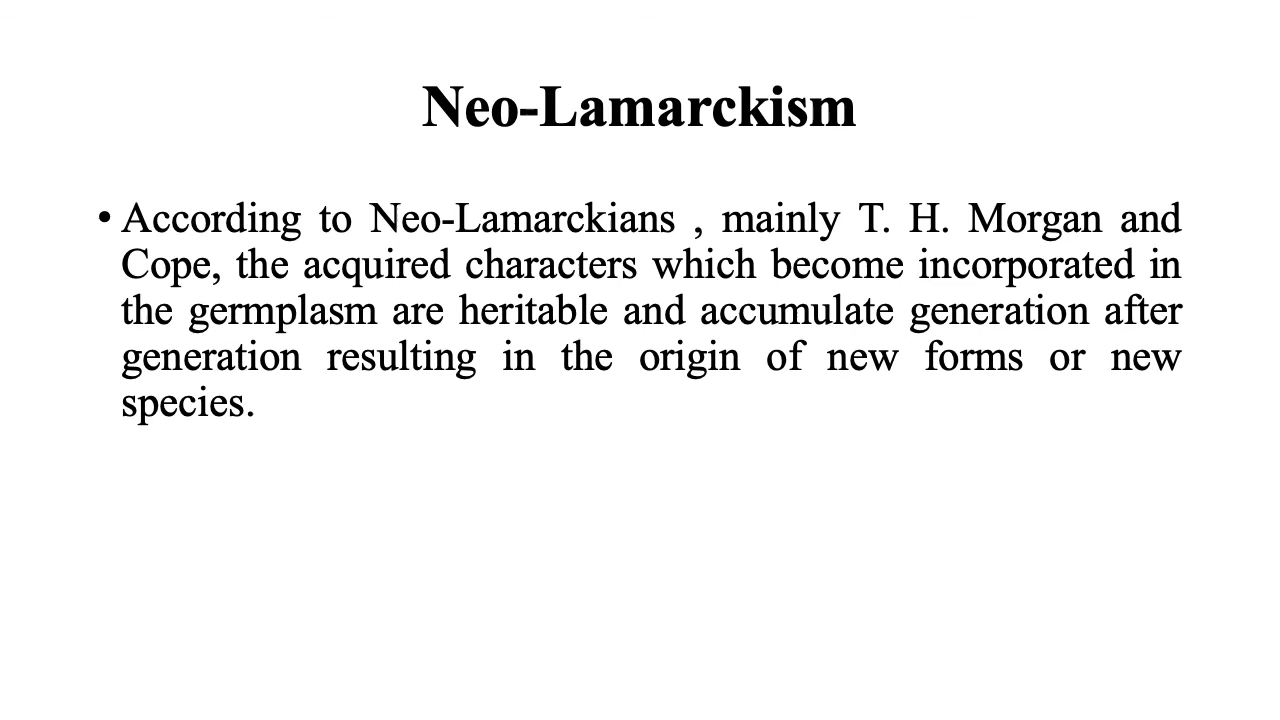 Neo-Lamarckism
• According to Neo-Lamarckians , mainly T. H. Morgan and
Cope, the acquired characters which become incorporated in
the germplasm are heritable and accumulate generation after
generation resulting in the origin of new forms or new
species.